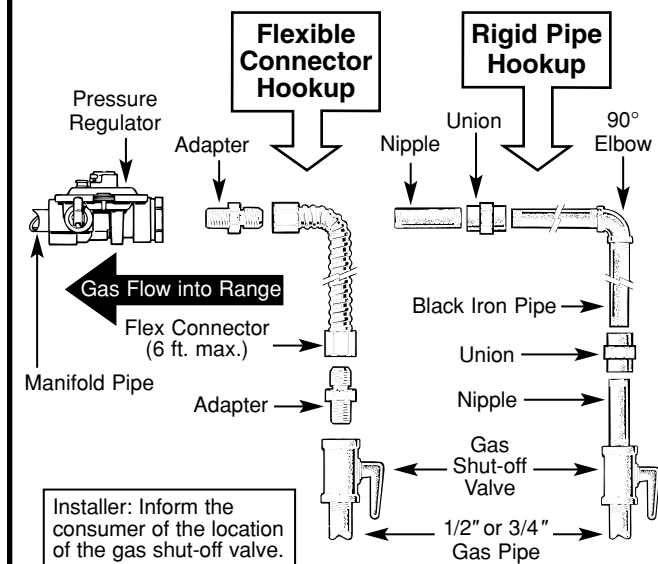 Flexible
Connector
Hookup
Rigid Pipe
Hookup
Pressure
Regulator
Adapter
Nipple
Union
90°
Elbow
Gas Flow into Range
Black Iron Pipe
Flex Connector
(6 ft. max.)
Union
Manifold Pipe
Adapter
Nipple
Gas
Shut-off
Valve
Installer: Inform the
consumer of the location
of the gas shut-off valve.
1/2″ or 3/4″
Gas Pipe